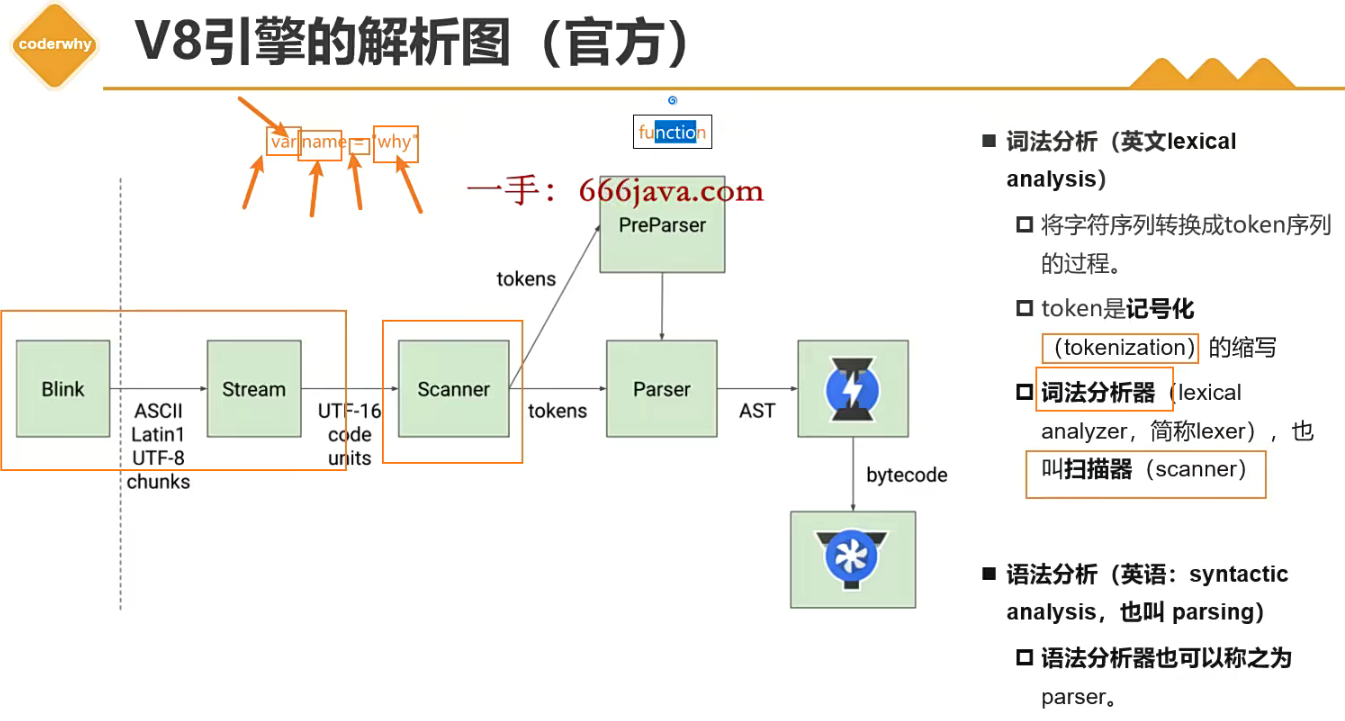 coderwhy
V8引擎的解析图（官方）
var name = "why"
function
一手：666java.com
PreParser
tokens
Blink
ASCII
Latin1
UTF-8
chunks
Stream
UTF-16
code
units
Scanner
tokens
Parser
AST
bytecode
词法分析（英文lexical
analysis）
将字符序列转换成token序列
的过程。
token是记号化
（tokenization）的缩写
词法分析器（lexical
analyzer，简称lexer），也
叫扫描器（scanner）
语法分析（英语：syntactic
analysis，也叫 parsing）
语法分析器也可以称之为
parser。